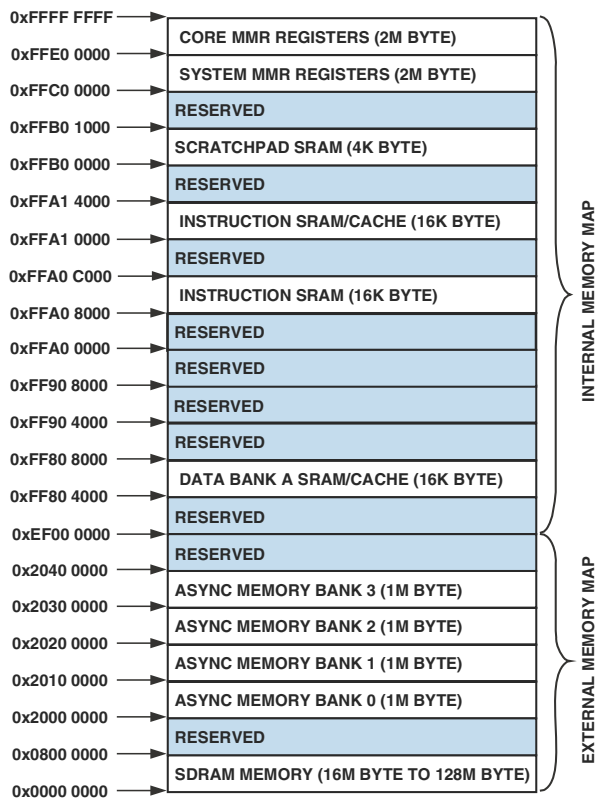 0xFFFF FFFF
CORE MMR REGISTERS (2M BYTE)
0xFFE0 0000
SYSTEM MMR REGISTERS (2M BYTE)
0xFFC0 0000
RESERVED
0xFFB0 1000
SCRATCHPAD SRAM (4K BYTE)
0xFFB0 0000
RESERVED
0xFFA1 4000
INSTRUCTION SRAM/CACHE (16K BYTE)
0xFFA1 0000
RESERVED
0xFFA0 C000
INSTRUCTION SRAM (16K BYTE)
0xFFA0 8000
RESERVED
0xFFA0 0000
RESERVED
0xFF90 8000
RESERVED
0xFF90 4000
RESERVED
0xFF80 8000
DATA BANK A SRAM/CACHE (16K BYTE)
0xFF80 4000
RESERVED
0xEF00 0000
RESERVED
0x2040 0000
ASYNC MEMORY BANK 3 (1M BYTE)
0x2030 0000
ASYNC MEMORY BANK 2 (1M BYTE)
0x2020 0000
ASYNC MEMORY BANK 1 (1M BYTE)
0x2010 0000
ASYNC MEMORY BANK 0 (1M BYTE)
0x2000 0000
RESERVED
0x0800 0000
SDRAM MEMORY (16M BYTE TO 128M BYTE)
0x0000 0000
INTERNAL MEMORY MAP
EXTERNAL MEMORY MAP